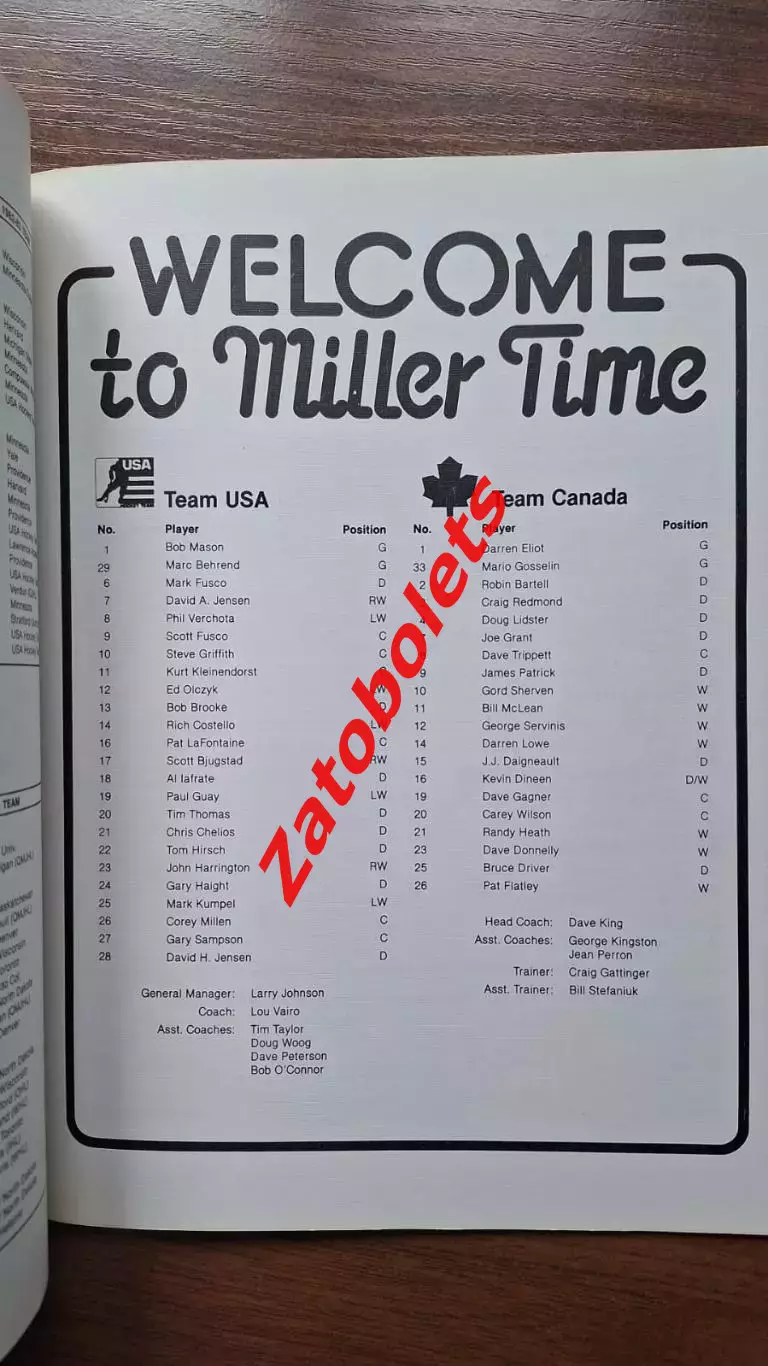 WELCOME
to Miller Time
USA
Team USA
No. Player Position
1 Bob Mason G
29 Marc Behrend G
6 Mark Fusco D
7 David A. Jensen RW
8 Phil Verchota LW
9 Scott Fusco C
10 Steve Griffith C
11 Kurt Kleinendorst
12 Ed Olczyk LW
13 Bob Brooke D
14 Rich Costello LW
16 Pat LaFontaine C
17 Scott Bjugstad RW
18 Al Iafrate D
19 Paul Guay LW
20 Tim Thomas D
21 Chris Chelios D
22 Tom Hirsch D
23 John Harrington RW
24 Gary Haight D
25 Mark Kumpel LW
26 Corey Millen C
27 Gary Sampson C
28 David H. Jensen D
General Manager: Larry Johnson
Coach: Lou Vairo
Asst. Coaches: Tim Taylor
Doug Woog
Dave Peterson
Bob O'Connor
Team Canada
No. Player Position
1 Darren Eliot G
33 Mario Gosselin G
2 Robin Bartell D
Craig Redmond D
4 Doug Lidster D
7 Joe Grant D
Dave Trippett C
9 James Patrick D
10 Gord Sherven W
11 Bill McLean W
12 George Servinis W
14 Darren Lowe W
15 J.J. Daigneault D
16 Kevin Dineen D/W
19 Dave Gagner C
20 Carey Wilson C
21 Randy Heath W
23 Dave Donnelly W
25 Bruce Driver D
26 Pat Flatley W
Head Coach: Dave King
Asst. Coaches: George Kingston
Jean Perron
Trainer: Craig Gattinger
Asst. Trainer: Bill Stefaniuk
Zatobolets